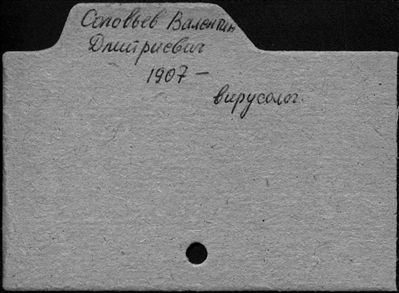 Соловьев Валентин
Дмитриевич
1907 –
вирусолог.